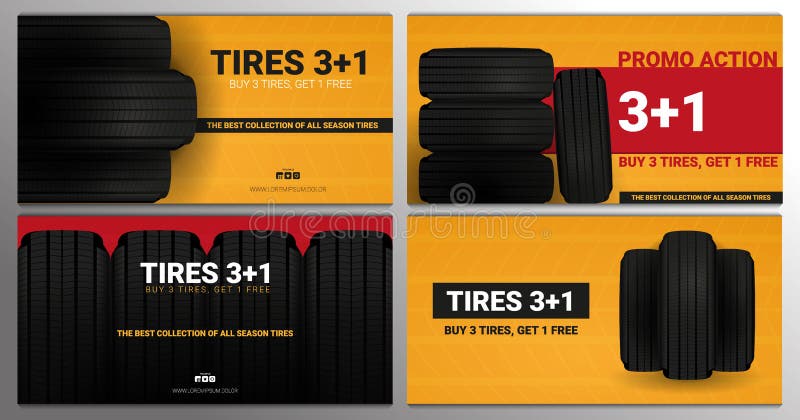 TIRES 3+1
BUY 3 TIRES, GET 1 FREE
THE BEST COLLECTION OF ALL SEASON TIRES
WWW.LOREMIPSUM.DOLOR
PROMO ACTION
3+1
BUY 3 TIRES, GET 1 FREE
THE BEST COLLECTION OF ALL SEASON TIRES
TIRES 3+1
BUY 3 TIRES, GET 1 FREE
THE BEST COLLECTION OF ALL SEASON TIRES
WWW.LOREMIPSUM.DOLOR
TIRES 3+1
BUY 3 TIRES, GET 1 FREE
dreamstime